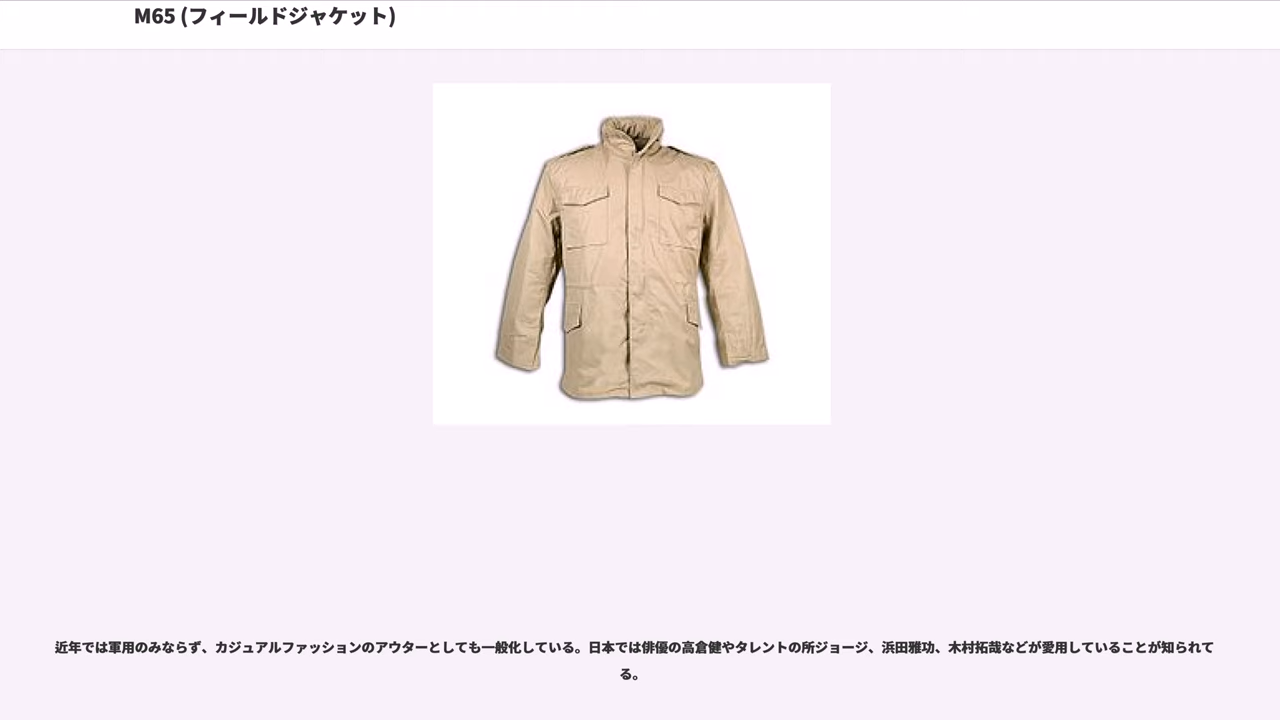 M65 (フィールドジャケット)
近年では軍用のみならず、カジュアルファッションのアウターとしても一般化している。日本では俳優の高倉健やタレントの所ジョージ、浜田雅功、木村拓哉などが愛用していることが知られて
る。